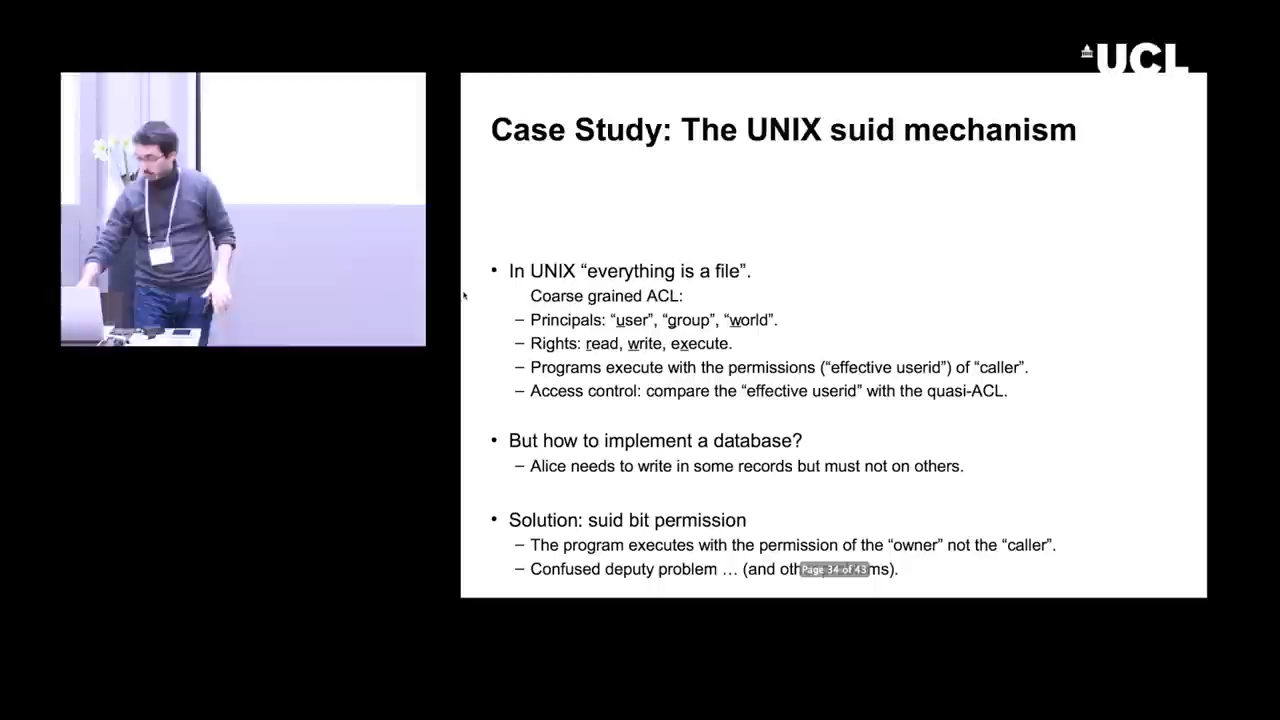 UCL
Case Study: The UNIX suid mechanism
• In UNIX “everything is a file”.
Coarse grained ACL:
– Principals: “user”, “group”, “world”.
– Rights: read, write, execute.
– Programs execute with the permissions (“effective userid”) of “caller”.
– Access control: compare the “effective userid” with the quasi-ACL.
• But how to implement a database?
– Alice needs to write in some records but must not on others.
• Solution: suid bit permission
– The program executes with the permission of the “owner” not the “caller”.
– Confused deputy problem … (and
Page 34 of 43